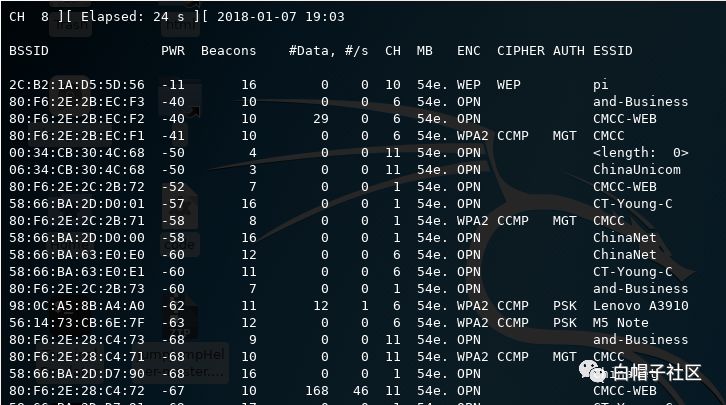 CH 8 ][ Elapsed: 24 s ][ 2018-01-07 19:03
BSSID PWR Beacons #Data, #/s CH MB ENC CIPHER AUTH ESSID
2C:B2:1A:D5:5D:56 -11 16 0 0 10 54e. WEP WEP pi
80:F6:2E:2B:EC:F3 -40 10 0 0 6 54e. OPN and-Business
80:F6:2E:2B:EC:F2 -40 10 29 0 6 54e. OPN CMCC-WEB
80:F6:2E:2B:EC:F1 -41 10 0 0 6 54e. WPA2 CCMP MGT CMCC
00:34:CB:30:4C:68 -50 4 0 0 11 54e. OPN <length: 0>
06:34:CB:30:4C:68 -50 3 0 0 11 54e. OPN ChinaUnicom
80:F6:2E:2C:2B:72 -52 7 0 0 1 54e. OPN CMCC-WEB
58:66:BA:2D:D0:01 -57 16 0 0 1 54e. OPN CT-Young-C
80:F6:2E:2C:2B:71 -58 8 0 0 1 54e. WPA2 CCMP MGT CMCC
58:66:BA:2D:D0:00 -58 16 0 0 1 54e. OPN ChinaNet
58:66:BA:63:E0:E0 -60 12 0 0 6 54e. OPN ChinaNet
58:66:BA:63:E0:E1 -60 11 0 0 6 54e. OPN CT-Young-C
80:F6:2E:2C:2B:73 -60 7 0 0 1 54e. OPN and-Business
98:0C:A5:8B:A4:A0 -62 11 12 1 6 54e. WPA2 CCMP PSK Lenovo A3910
56:14:73:CB:6E:7F -63 12 0 0 6 54e. WPA2 CCMP PSK M5 Note
80:F6:2E:28:C4:73 -68 9 0 0 11 54e. OPN and-Business
80:F6:2E:28:C4:71 -68 10 0 0 11 54e. WPA2 CCMP MGT CMCC
58:66:BA:2D:D7:90 -68 16 0 0 1 54e. OPN
白帽子社区
80:F6:2E:28:C4:72 -67 10 168 46 11 54e. OPN CMCC-WEB